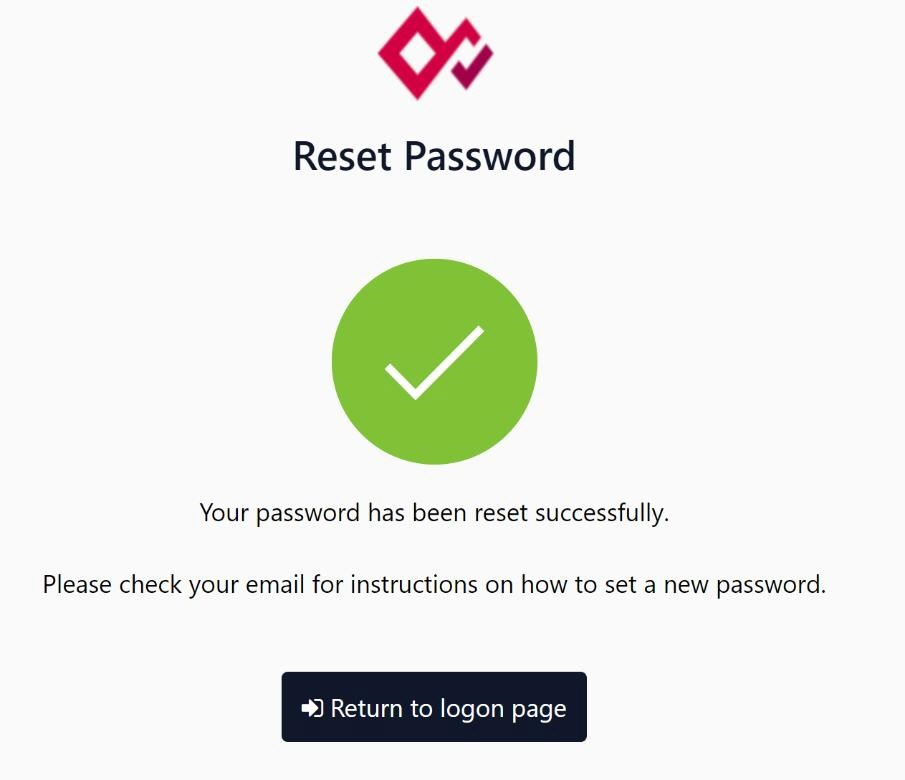 Reset Password
Your password has been reset successfully.
Please check your email for instructions on how to set a new password.
Return to logon page